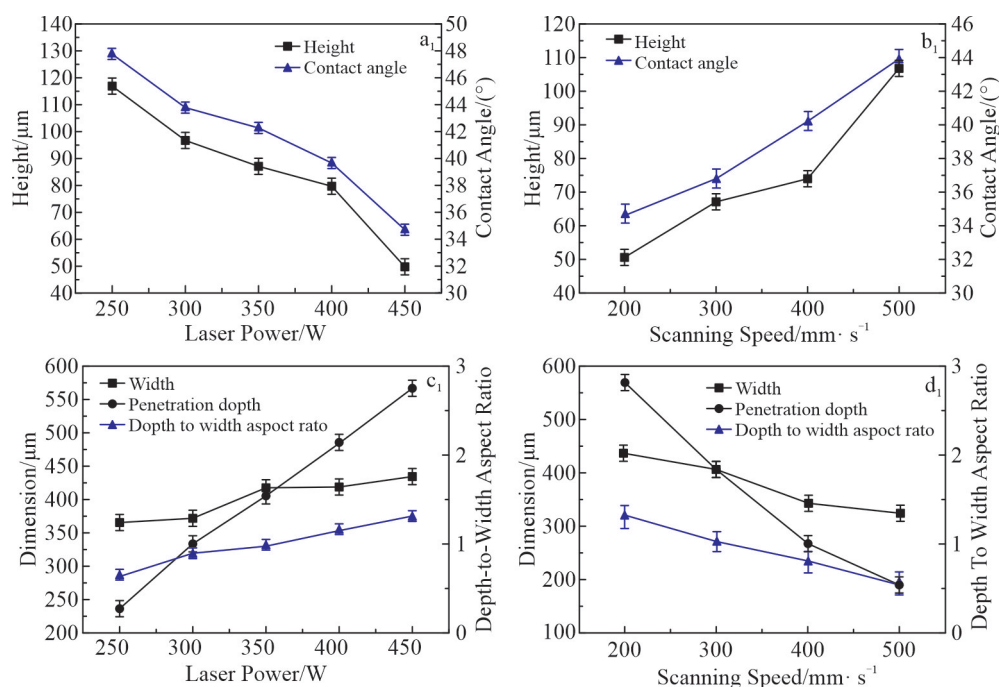 a1
Height
Contact angle
140
130
120
110
100
90
80
70
60
50
40
Height/μm
50
48
46
44
42
40
38
36
34
32
30
Contact Angle/(°)
250 300 350 400 450
Laser Power/W
b1
Height
Contact angle
120
110
100
90
80
70
60
50
40
Height/μm
46
44
42
40
38
36
34
32
30
Contact Angle/(°)
200 300 400 500
Scanning Speed/mm· s⁻¹
c1
Width
Penetration dopth
Dopth to width aspoct rato
600
550
500
475
450
400
350
300
250
200
Dimension/μm
3
2
1
0
Depth-to-Width Aspect Ratio
250 300 350 400 450
Laser Power/W
d1
Width
Penetration dopth
Dopth to width aspoct rato
600
500
400
300
200
100
Dimension/μm
3
2
1
0
Depth To Width Aspect Ratio
200 300 400 500
Scanning Speed/mm· s⁻¹